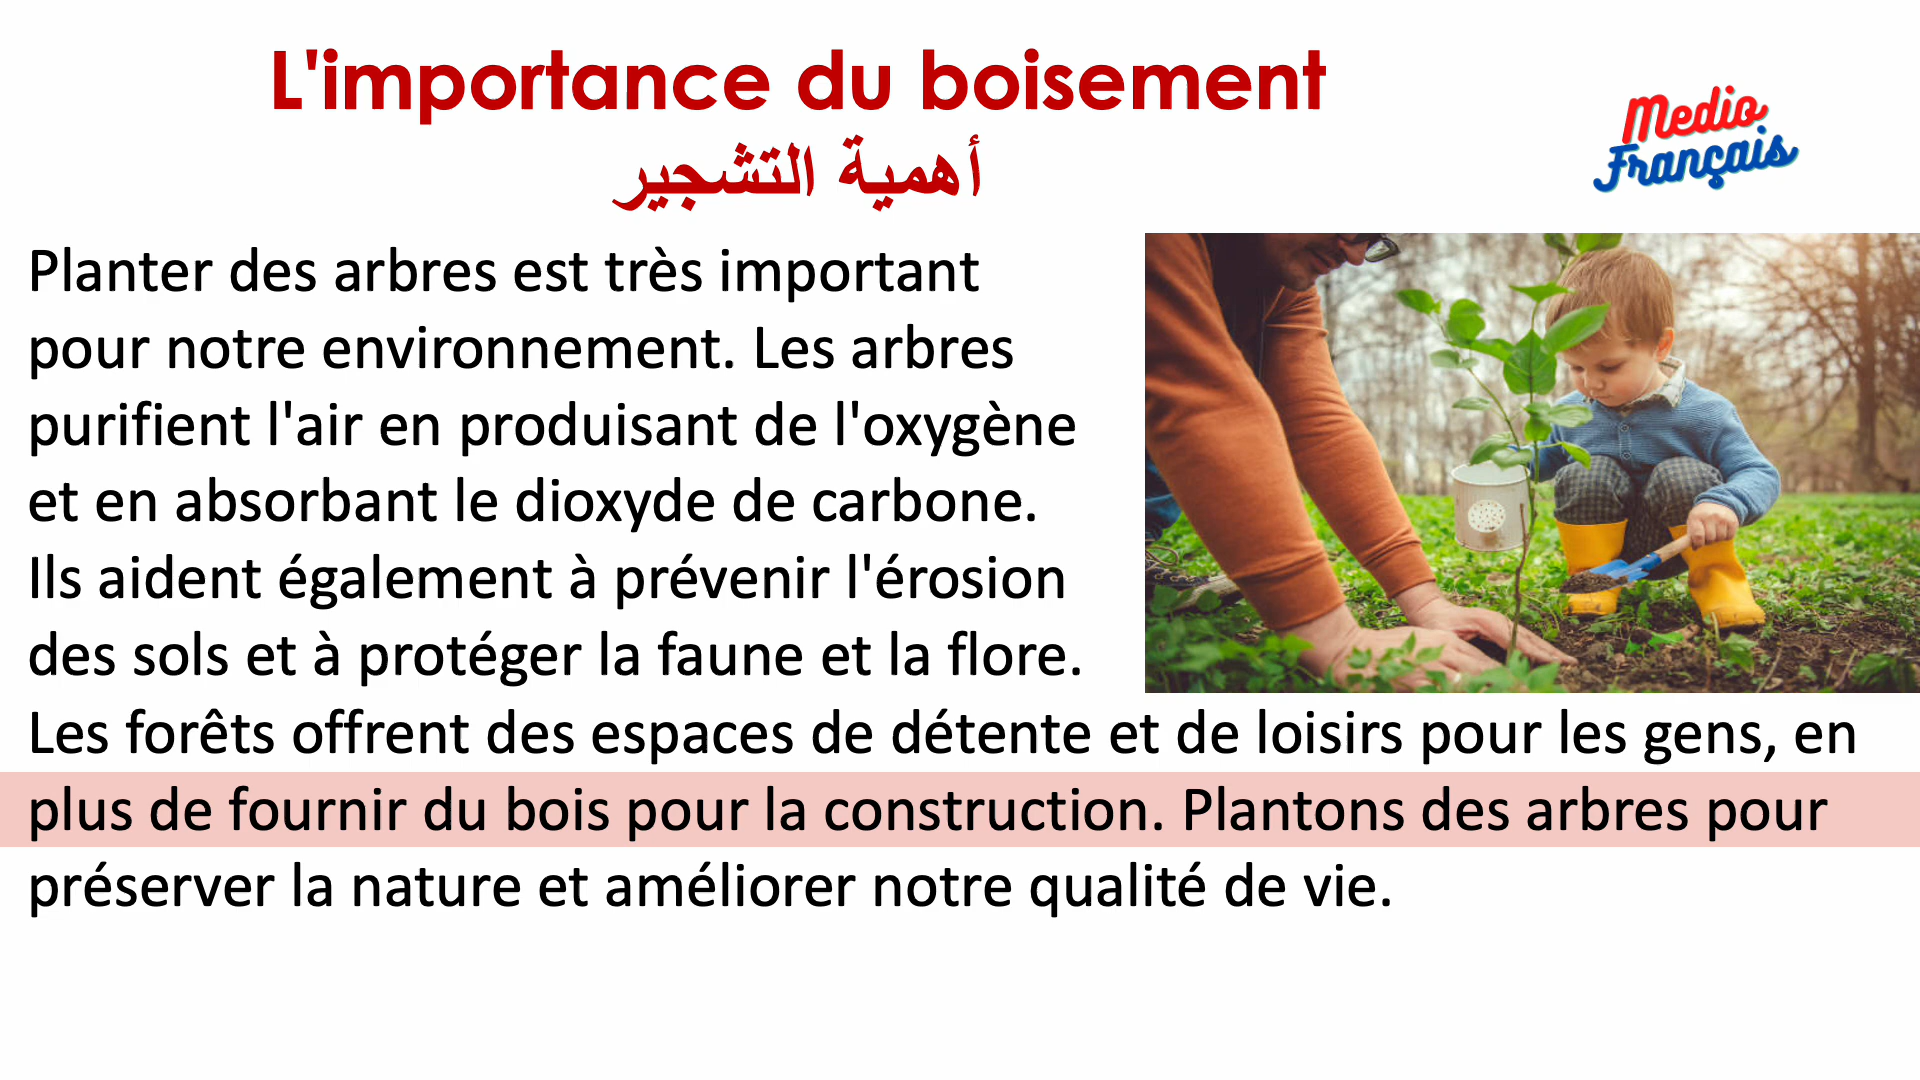 L'importance du boisement
أهمية التشجير
Medio
Français
Planter des arbres est très important
pour notre environnement. Les arbres
purifient l'air en produisant de l'oxygène
et en absorbant le dioxyde de carbone.
Ils aident également à prévenir l'érosion
des sols et à protéger la faune et la flore.
Les forêts offrent des espaces de détente et de loisirs pour les gens, en
plus de fournir du bois pour la construction. Plantons des arbres pour
préserver la nature et améliorer notre qualité de vie.